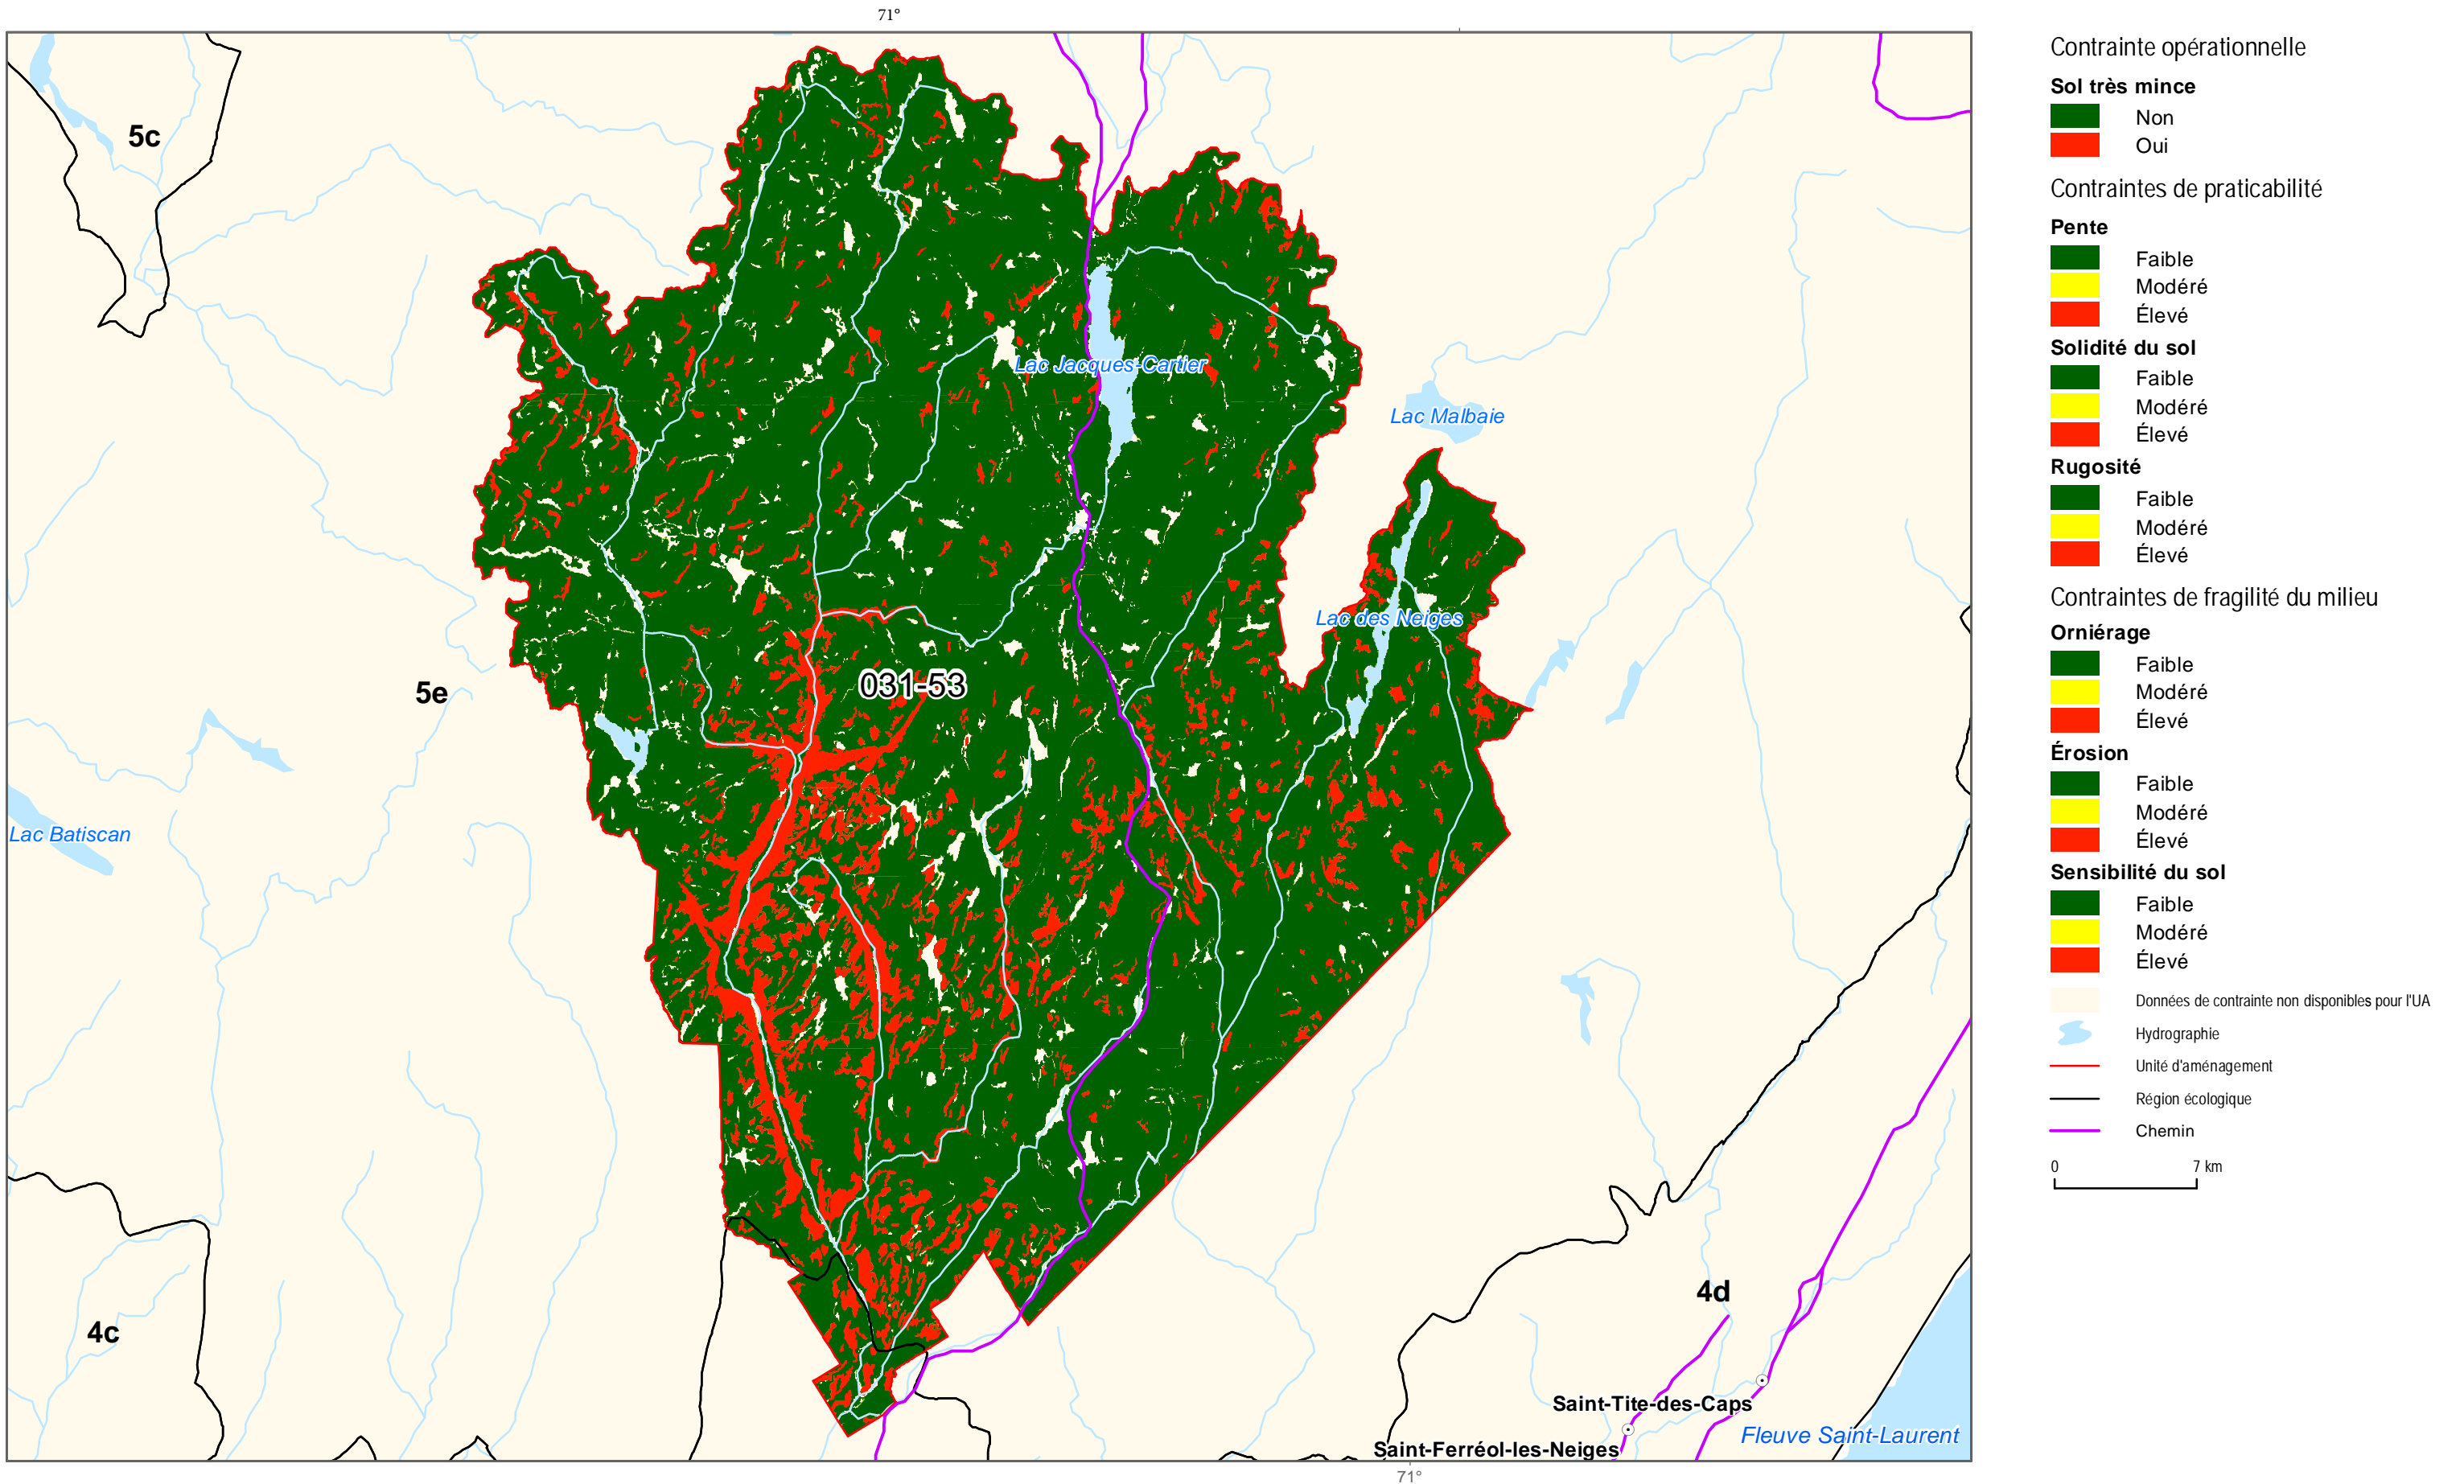 71°
5c
Lac Jacques-Cartier
Lac Malbaie
Lac des Neiges
031-53
5e
Lac Batiscan
4d
4c
Saint-Tite-des-Caps
Fleuve Saint-Laurent
Saint-Ferréol-les-Neiges
71°
Contrainte opérationnelle
Sol très mince
Non
Oui
Contraintes de praticabilité
Pente
Faible
Modéré
Élevé
Solidité du sol
Faible
Modéré
Élevé
Rugosité
Faible
Modéré
Élevé
Contraintes de fragilité du milieu
Orniérage
Faible
Modéré
Élevé
Érosion
Faible
Modéré
Élevé
Sensibilité du sol
Faible
Modéré
Élevé
Données de contrainte non disponibles pour l'UA
Hydrographie
Unité d'aménagement
Région écologique
Chemin
0 7 km